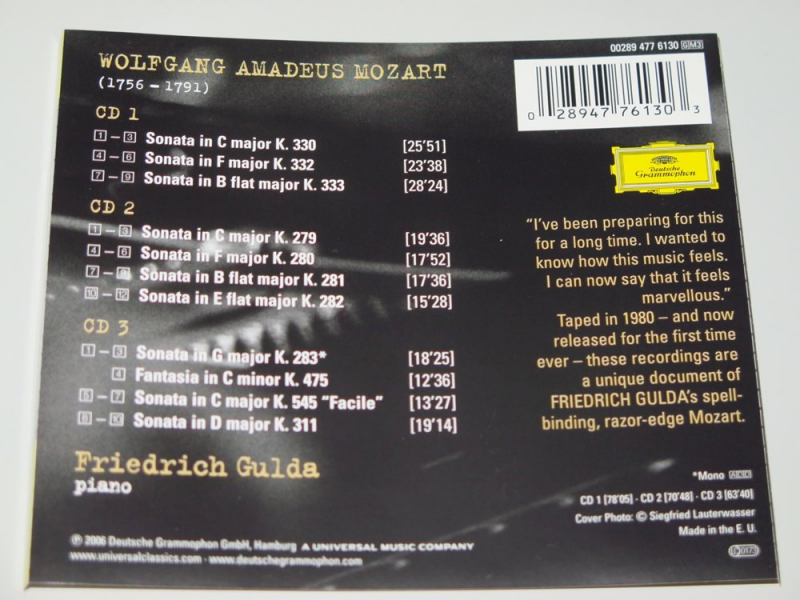 00289 477 6130 GM3
WOLFGANG AMADEUS MOZART
(1756 – 1791)
0 28947 76130 3
Deutsche
Grammophon
CD 1
1 – 3 Sonata in C major K. 330 [25'51]
4 – 6 Sonata in F major K. 332 [23'38]
7 – 9 Sonata in B flat major K. 333 [28'24]
CD 2
1 – 3 Sonata in C major K. 279 [19'36]
4 – 6 Sonata in F major K. 280 [17'52]
7 – 9 Sonata in B flat major K. 281 [17'36]
10 – 12 Sonata in E flat major K. 282 [15'28]
CD 3
1 – 3 Sonata in G major K. 283* [18'25]
4 Fantasia in C minor K. 475 [12'36]
5 – 7 Sonata in C major K. 545 "Facile" [13'27]
8 – 10 Sonata in D major K. 311 [19'14]
Friedrich Gulda
piano
"I've been preparing for this
for a long time. I wanted to
know how this music feels.
I can now say that it feels
marvellous."
Taped in 1980 – and now
released for the first time
ever – these recordings are
a unique document of
FRIEDRICH GULDA's spell-
binding, razor-edge Mozart.
*Mono ADD
CD 1 [78'05] - CD 2 [70'48] - CD 3 [63'40]
Cover Photo: © Siegfried Lauterwasser
Made in the E. U.
℗ 2006 Deutsche Grammophon GmbH, Hamburg A UNIVERSAL MUSIC COMPANY
www.universalclassics.com · www.deutschegrammophon.com